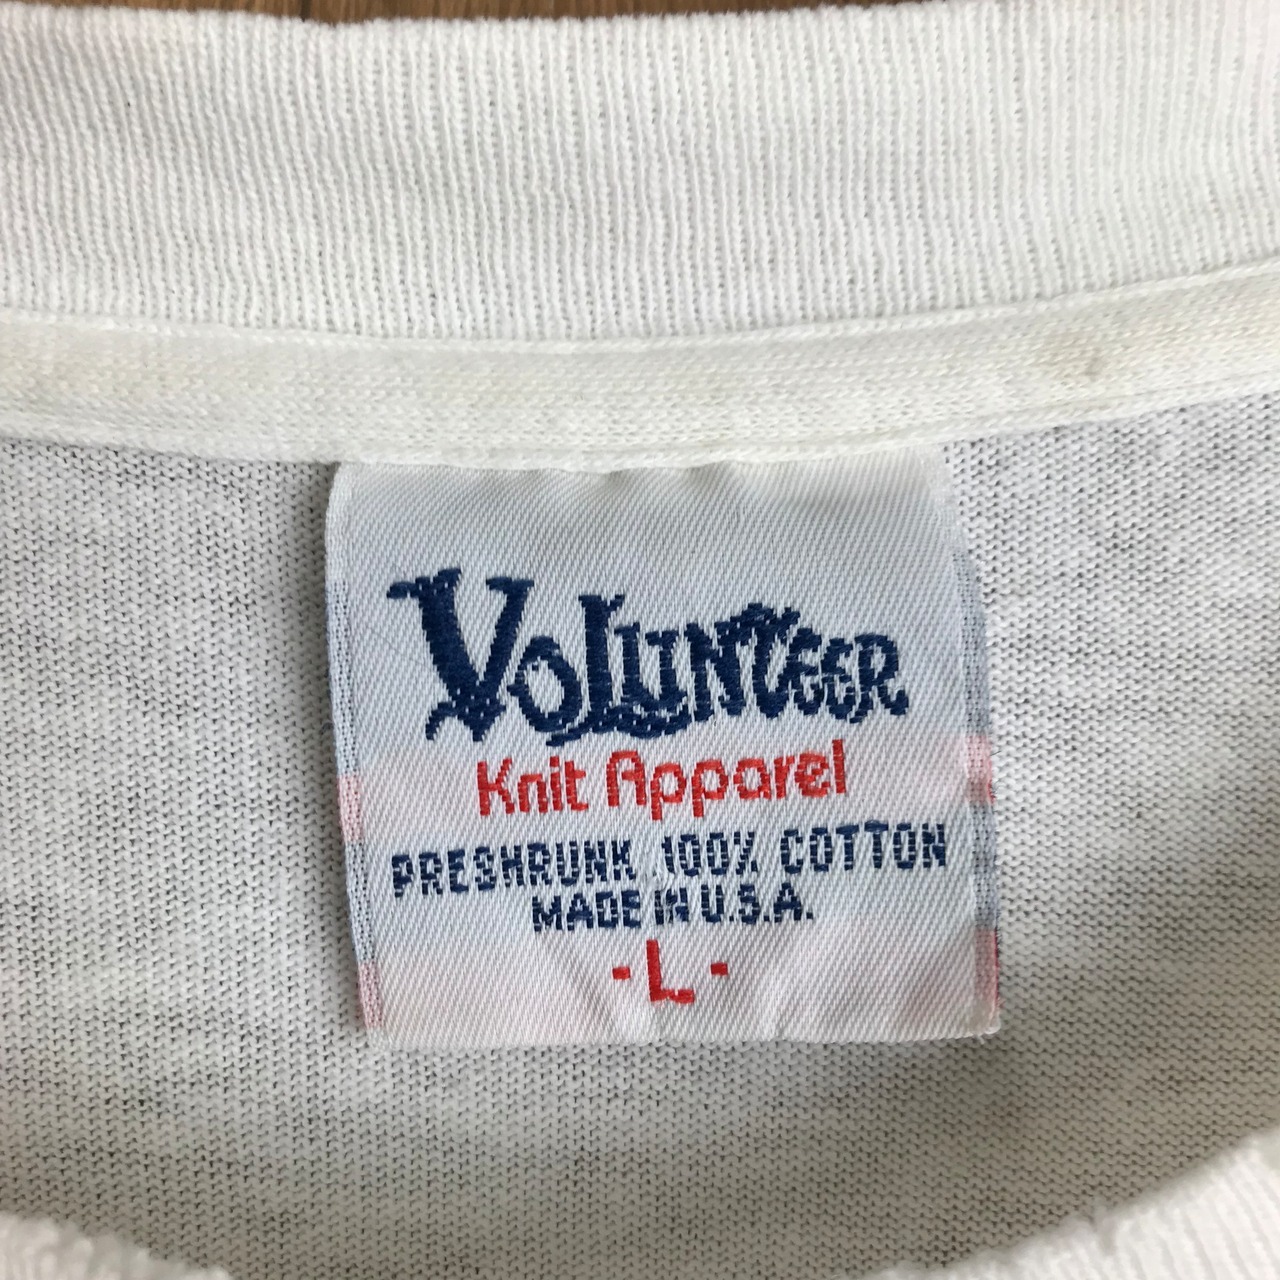 VOLUNTEER
Knit Apparel
PRESHRUNK 100% COTTON
MADE IN U.S.A.
- L -